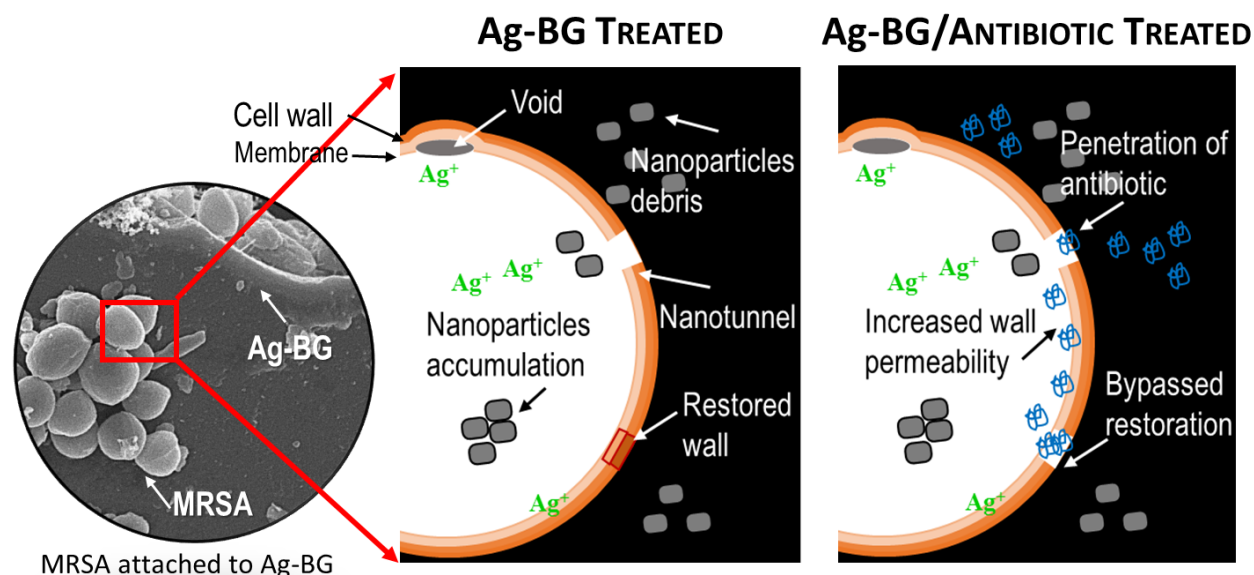 Ag-BG TREATED
Ag-BG/ANTIBIOTIC TREATED
Cell wall
Membrane
Void
Ag⁺
Nanoparticles
debris
Ag⁺ Ag⁺
Nanotunnel
Nanoparticles
accumulation
Restored
wall
Ag⁺
Ag-BG
MRSA
MRSA attached to Ag-BG
Ag⁺
Penetration of
antibiotic
Ag⁺ Ag⁺
Increased wall
permeability
Bypassed
restoration
Ag⁺